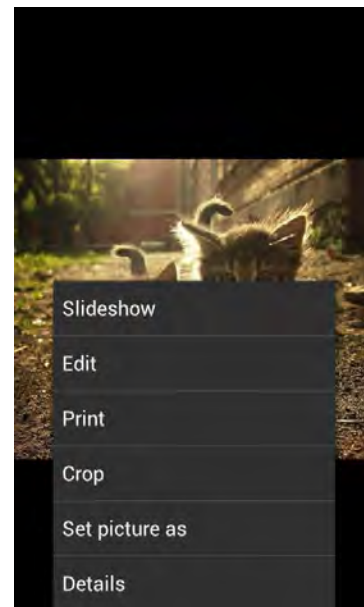 Slideshow
Edit
Print
Crop
Set picture as
Details